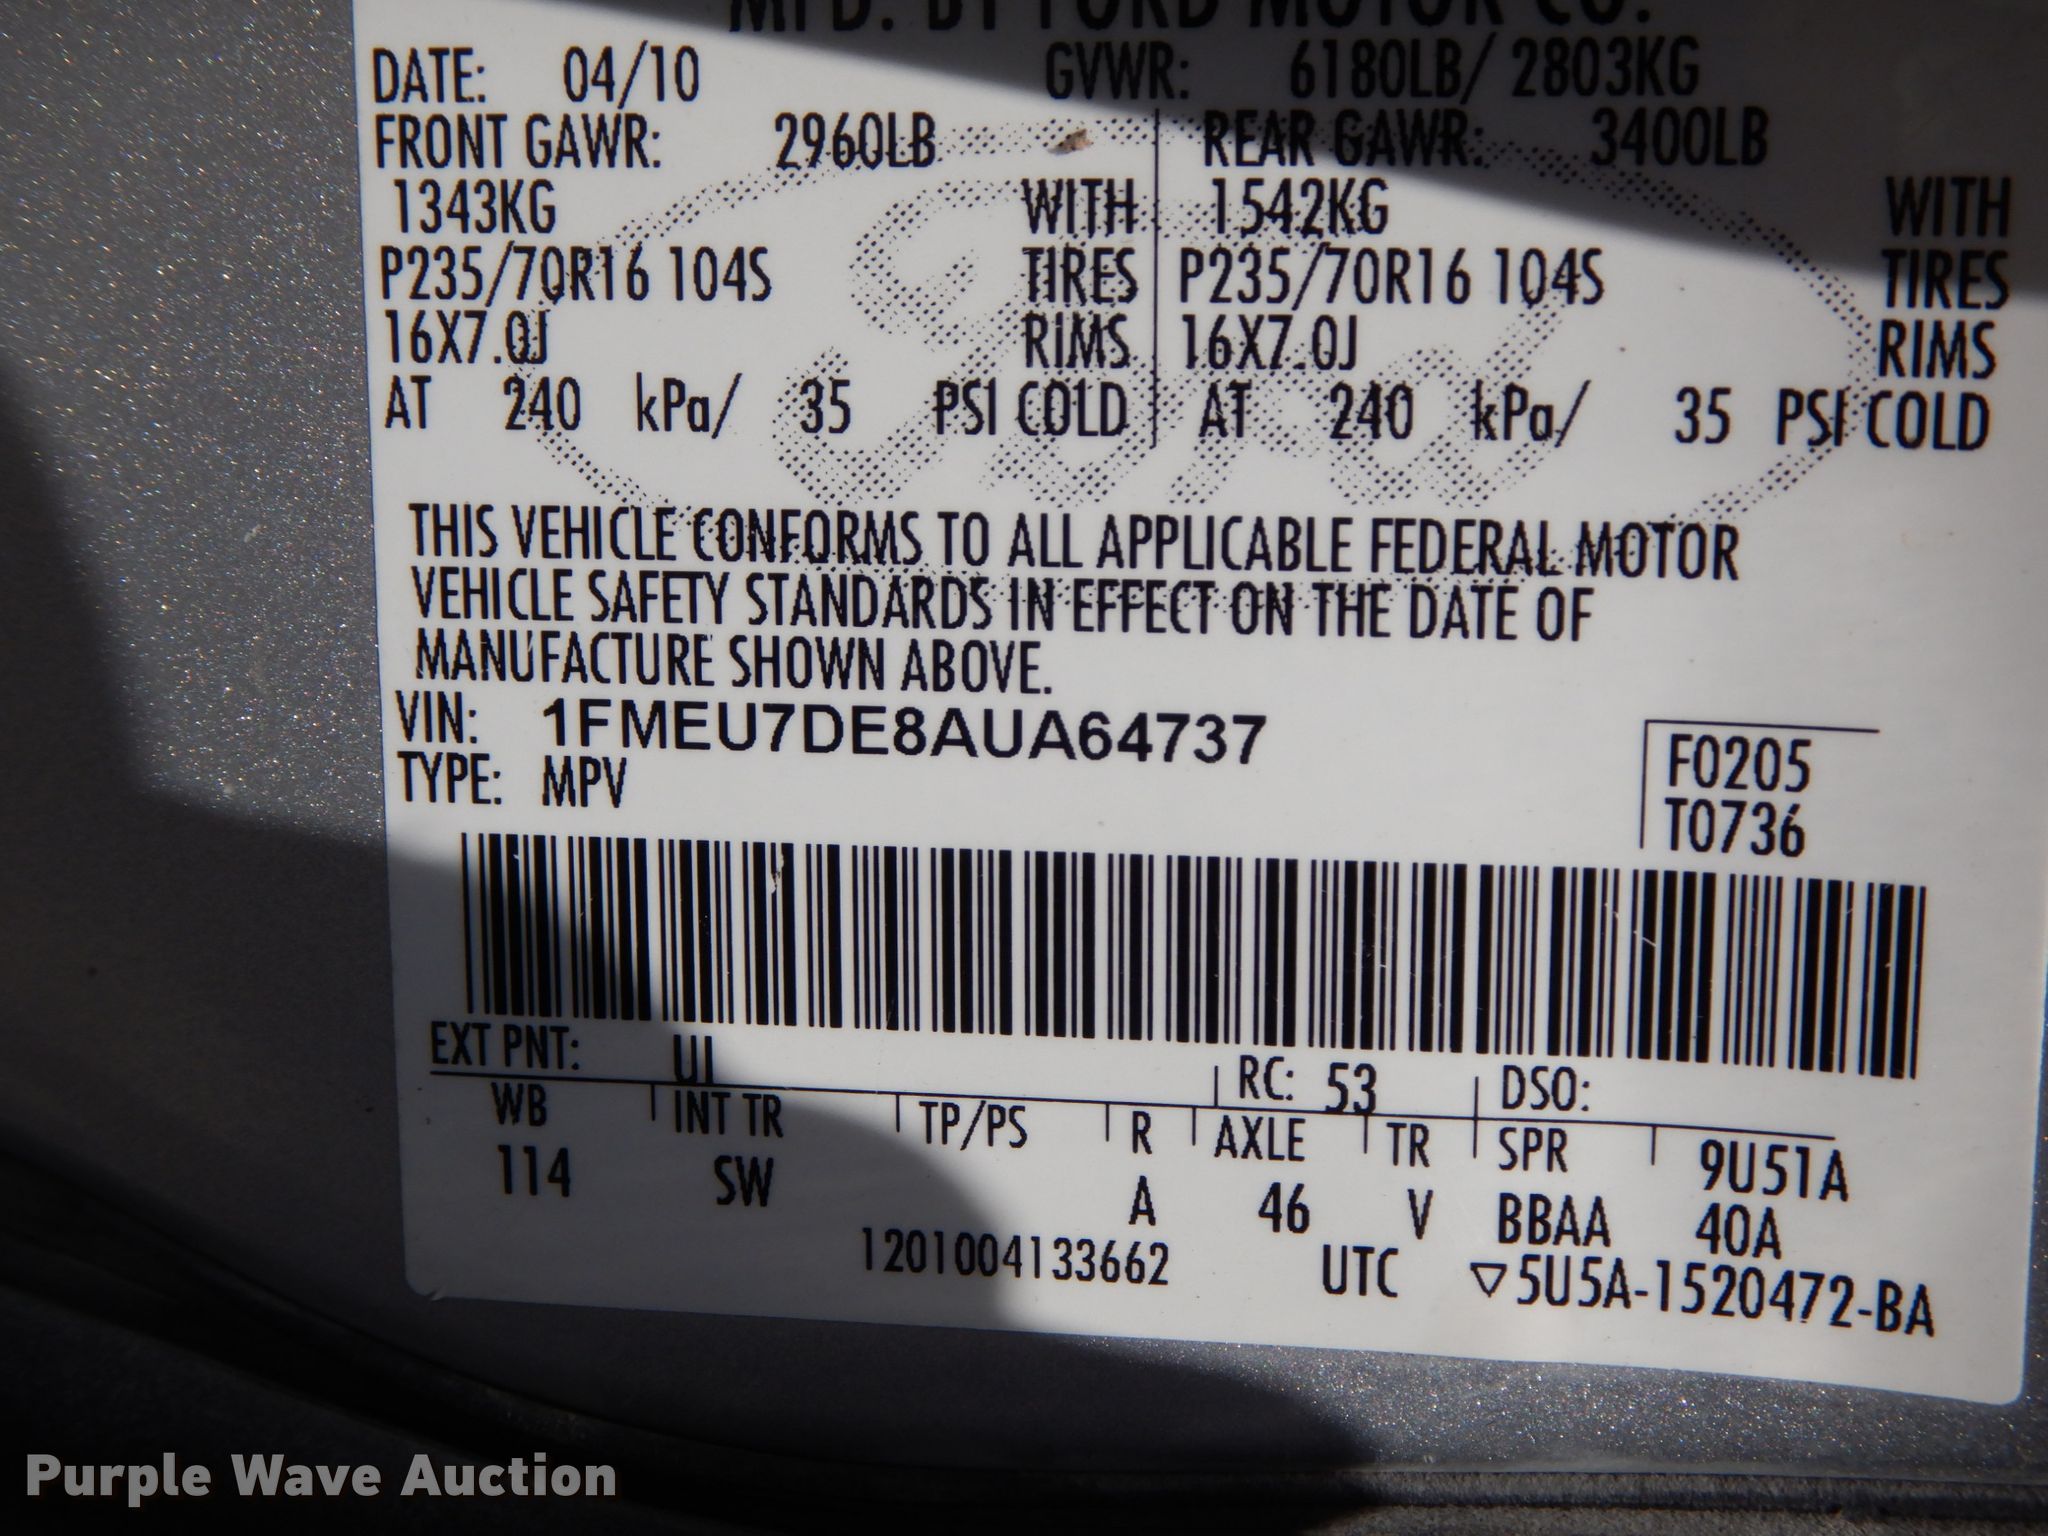 MFD. BY FORD MOTOR CO.
DATE: 04/10 GVWR: 6180LB/ 2803KG
FRONT GAWR: 2960LB REAR GAWR: 3400LB
1343KG WITH 1542KG WITH
P235/70R16 104S TIRES P235/70R16 104S TIRES
16X7.0J RIMS 16X7.0J RIMS
AT 240 kPa/ 35 PSI COLD AT 240 kPa/ 35 PSI COLD
THIS VEHICLE CONFORMS TO ALL APPLICABLE FEDERAL MOTOR
VEHICLE SAFETY STANDARDS IN EFFECT ON THE DATE OF
MANUFACTURE SHOWN ABOVE.
VIN: 1FMEU7DE8AUA64737
F0205
TYPE: MPV
T0736
EXT PNT: UI RC: 53 DSO:
WB INT TR TP/PS R AXLE TR SPR 9U51A
114 SW A 46 V BBAA 40A
1201004133662 UTC ▽5U5A-1520472-BA
Ford
Purple Wave Auction